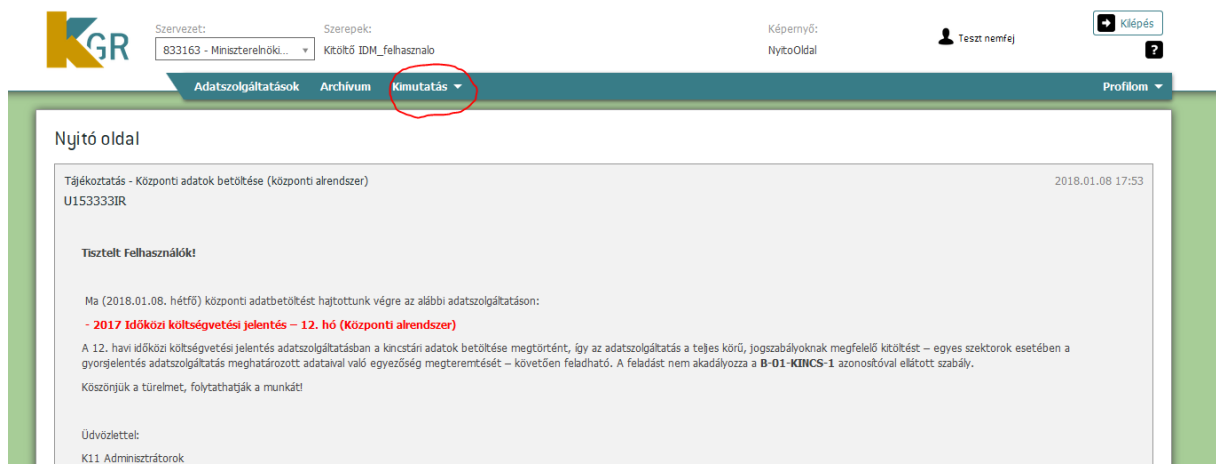 KGR
Szervezet:
Szerepek:
Képernyő:
Kilépés
833163 - Miniszterelnöki...
Kitöltő IDM_felhasznalo
NyitoOldal
Teszt nemfej
?
Adatszolgáltatások Archívum Kimutatás Profilom
Nyitó oldal
Tájékoztatás - Központi adatok betöltése (központi alrendszer) 2018.01.08 17:53
U153333IR
Tisztelt Felhasználók!
Ma (2018.01.08. hétfő) központi adatbetöltést hajtottunk végre az alábbi adatszolgáltatáson:
- 2017 Időközi költségvetési jelentés – 12. hó (Központi alrendszer)
A 12. havi időközi költségvetési jelentés adatszolgáltatásban a kincstári adatok betöltése megtörtént, így az adatszolgáltatás a teljes körű, jogszabályoknak megfelelő kitöltést – egyes szektorok esetében a
gyorsjelentés adatszolgáltatás meghatározott adataival való egyezőség megteremtését – követően feladható. A feladást nem akadályozza a B-01-KINCS-1 azonosítóval ellátott szabály.
Köszönjük a türelmet, folytathatják a munkát!
Üdvözlettel:
K11 Adminisztrátorok